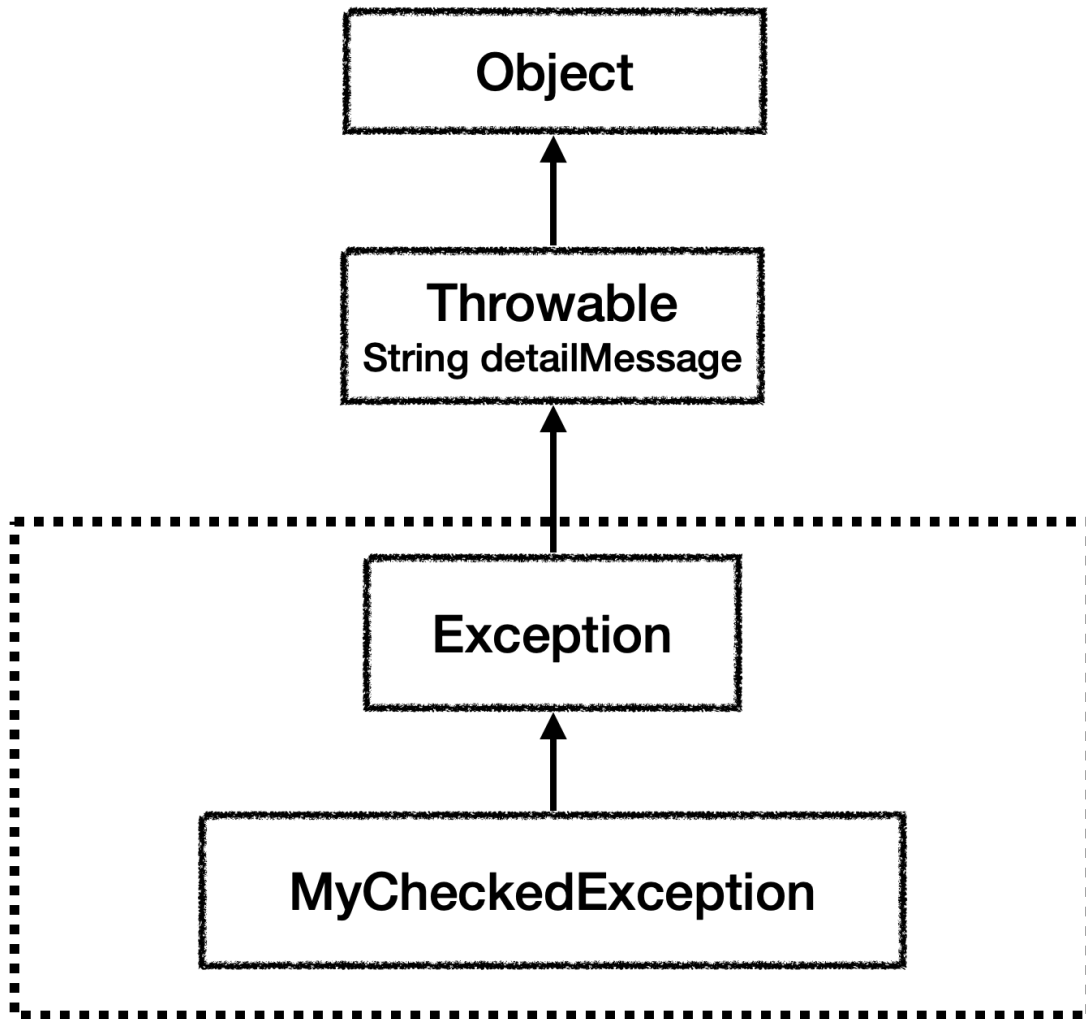 Object
Throwable
String detailMessage
Exception
MyCheckedException